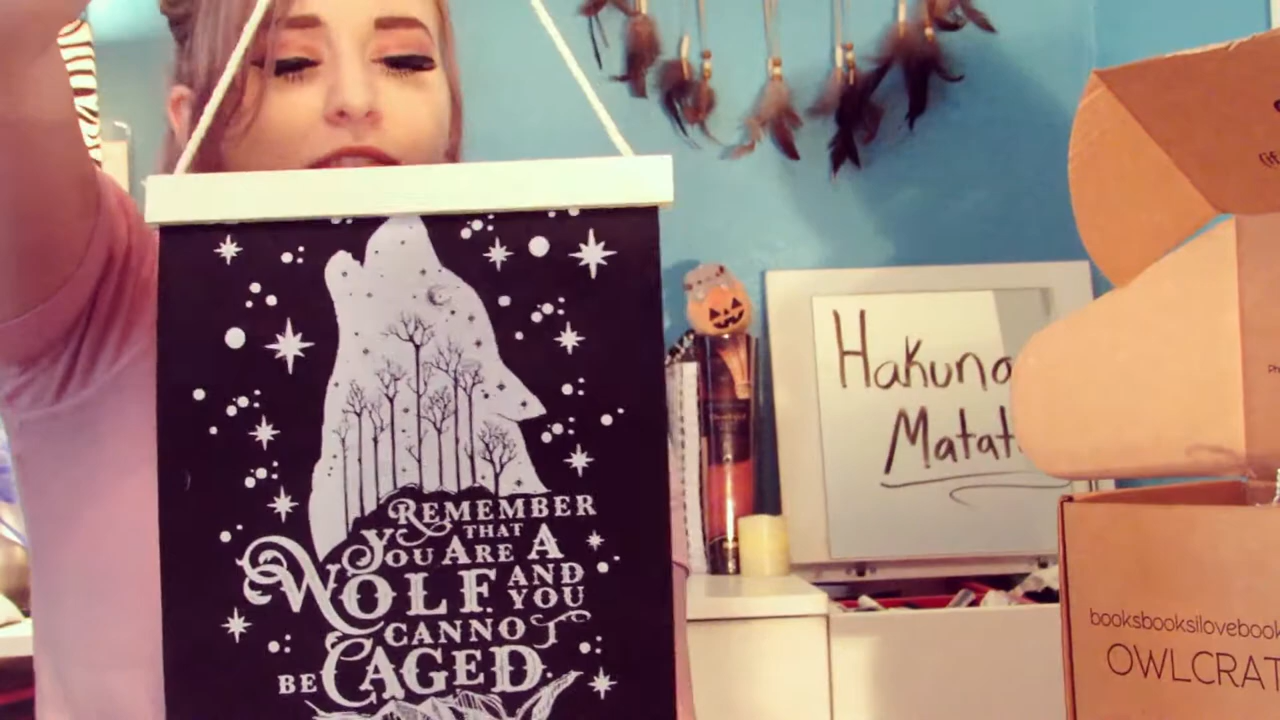 REMEMBER
THAT
YOU ARE A
WOLF AND
YOU
CANNOT
BE CAGED
Hakuna
Matat
booksbooksilovebook
OWLCRAT